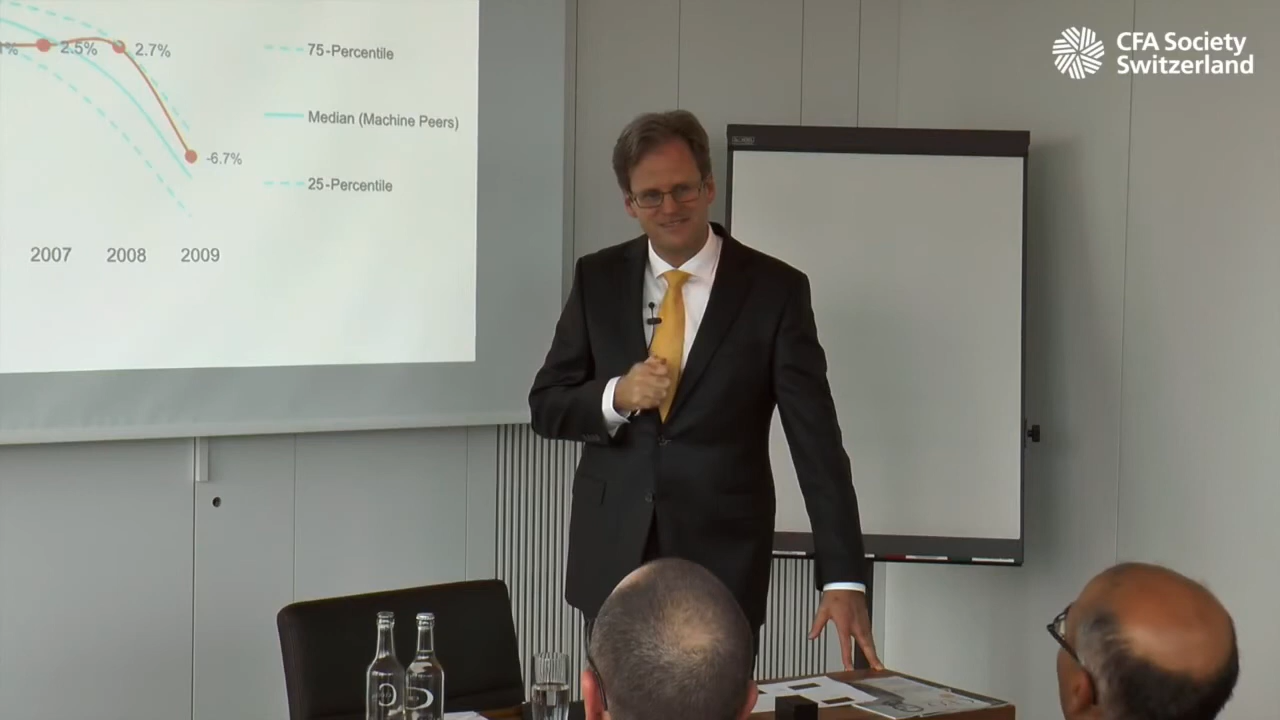 2.5%
2.7%
75-Percentile
Median (Machine Peers)
-6.7%
25-Percentile
2007
2008
2009
CFA Society
Switzerland